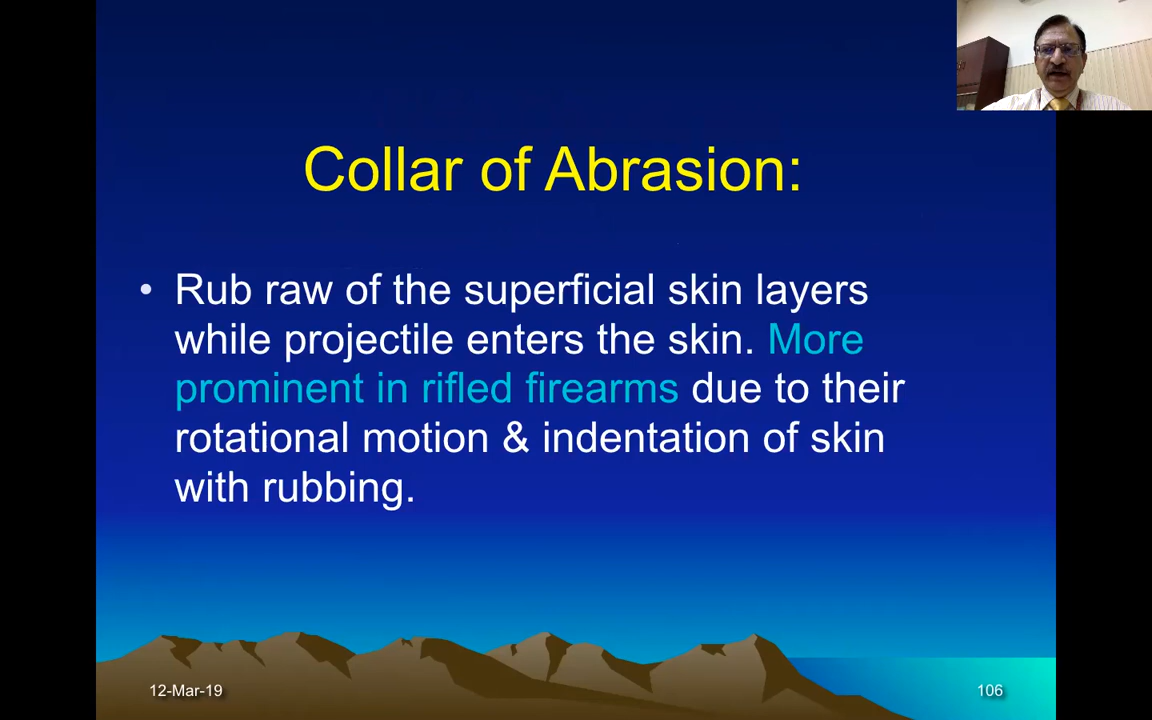 Collar of Abrasion:
• Rub raw of the superficial skin layers
while projectile enters the skin. More
prominent in rifled firearms due to their
rotational motion & indentation of skin
with rubbing.
12-Mar-19
106